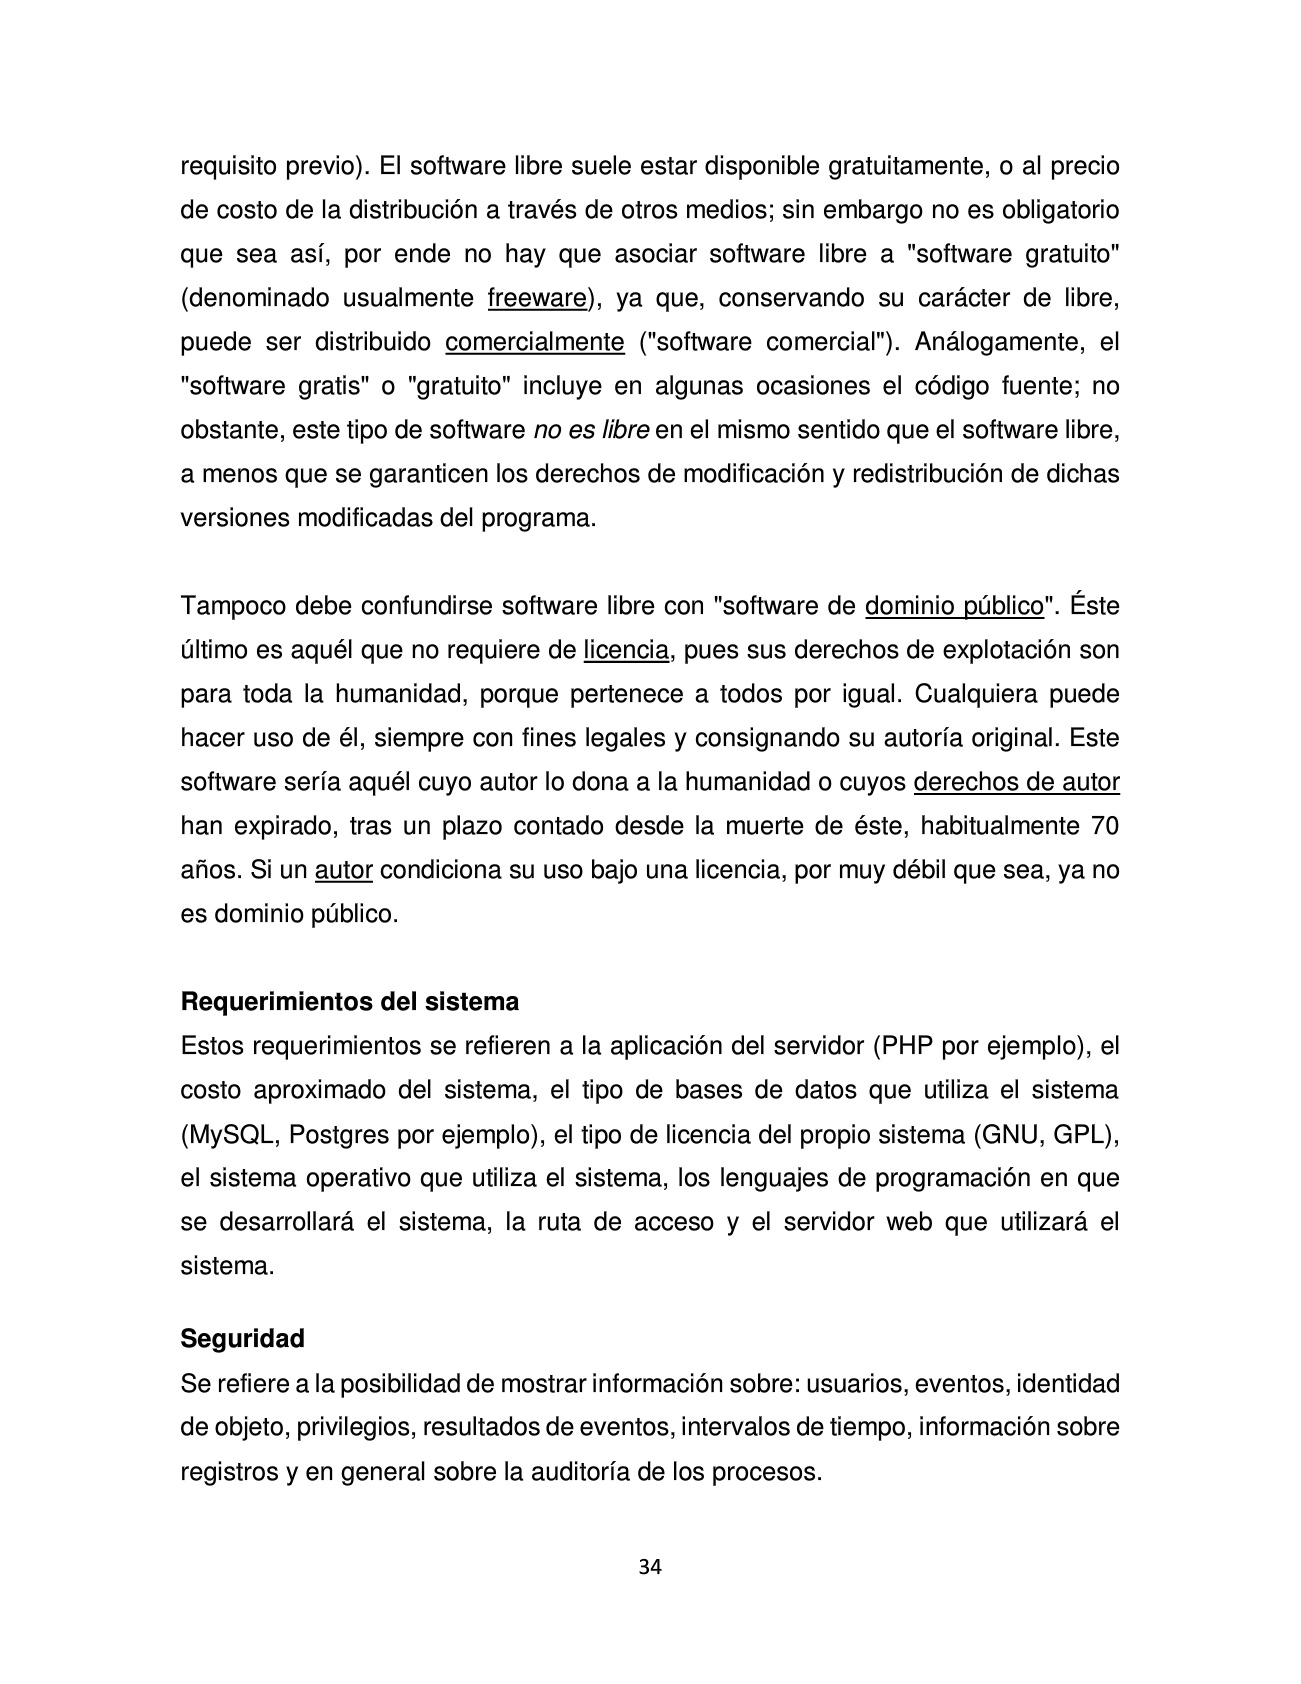 requisito previo). El software libre suele estar disponible gratuitamente, o al precio
de costo de la distribución a través de otros medios; sin embargo no es obligatorio
que sea así, por ende no hay que asociar software libre a "software gratuito"
(denominado usualmente freeware), ya que, conservando su carácter de libre,
puede ser distribuido comercialmente ("software comercial"). Análogamente, el
"software gratis" o "gratuito" incluye en algunas ocasiones el código fuente; no
obstante, este tipo de software no es libre en el mismo sentido que el software libre,
a menos que se garanticen los derechos de modificación y redistribución de dichas
versiones modificadas del programa.
Tampoco debe confundirse software libre con "software de dominio público". Éste
último es aquél que no requiere de licencia, pues sus derechos de explotación son
para toda la humanidad, porque pertenece a todos por igual. Cualquiera puede
hacer uso de él, siempre con fines legales y consignando su autoría original. Este
software sería aquél cuyo autor lo dona a la humanidad o cuyos derechos de autor
han expirado, tras un plazo contado desde la muerte de éste, habitualmente 70
años. Si un autor condiciona su uso bajo una licencia, por muy débil que sea, ya no
es dominio público.
Requerimientos del sistema
Estos requerimientos se refieren a la aplicación del servidor (PHP por ejemplo), el
costo aproximado del sistema, el tipo de bases de datos que utiliza el sistema
(MySQL, Postgres por ejemplo), el tipo de licencia del propio sistema (GNU, GPL),
el sistema operativo que utiliza el sistema, los lenguajes de programación en que
se desarrollará el sistema, la ruta de acceso y el servidor web que utilizará el
sistema.
Seguridad
Se refiere a la posibilidad de mostrar información sobre: usuarios, eventos, identidad
de objeto, privilegios, resultados de eventos, intervalos de tiempo, información sobre
registros y en general sobre la auditoría de los procesos.
34